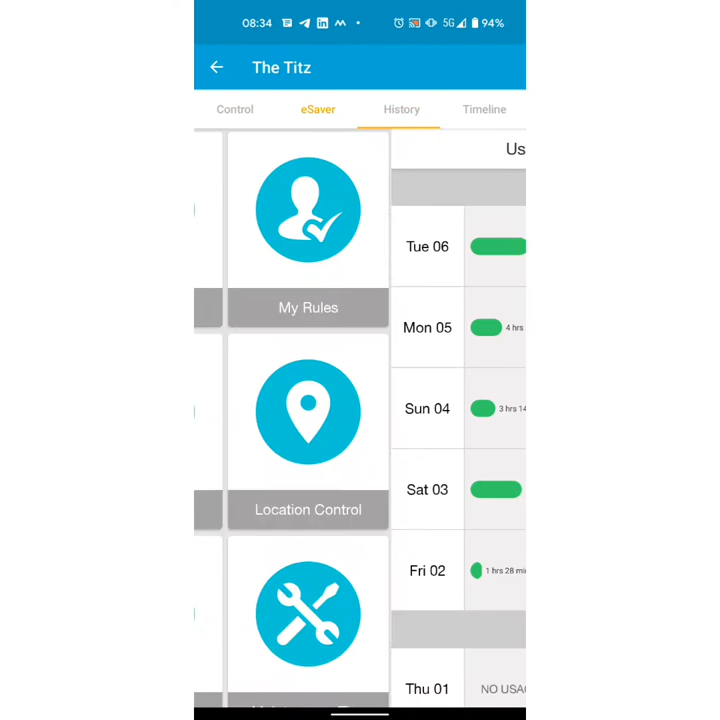 08:34
5G
94%
The Titz
Control
eSaver
History
Timeline
Us
Tue 06
My Rules
Mon 05
4 hrs
Sun 04
3 hrs 14
Location Control
Sat 03
Fri 02
1 hrs 28 min
Thu 01
NO USAG